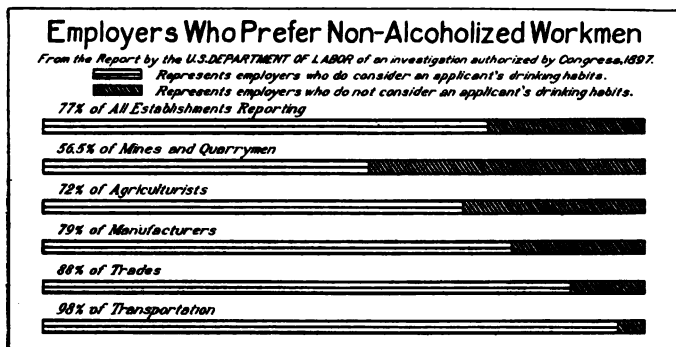 Employers Who Prefer Non-Alcoholized Workmen
From the Report by the U.S. DEPARTMENT OF LABOR of an investigation authorized by Congress, 1897.
Represents employers who do consider an applicant's drinking habits.
Represents employers who do not consider an applicant's drinking habits.
77% of All Establishments Reporting
56.5% of Mines and Quarrymen
72% of Agriculturists
79% of Manufacturers
88% of Trades
98% of Transportation